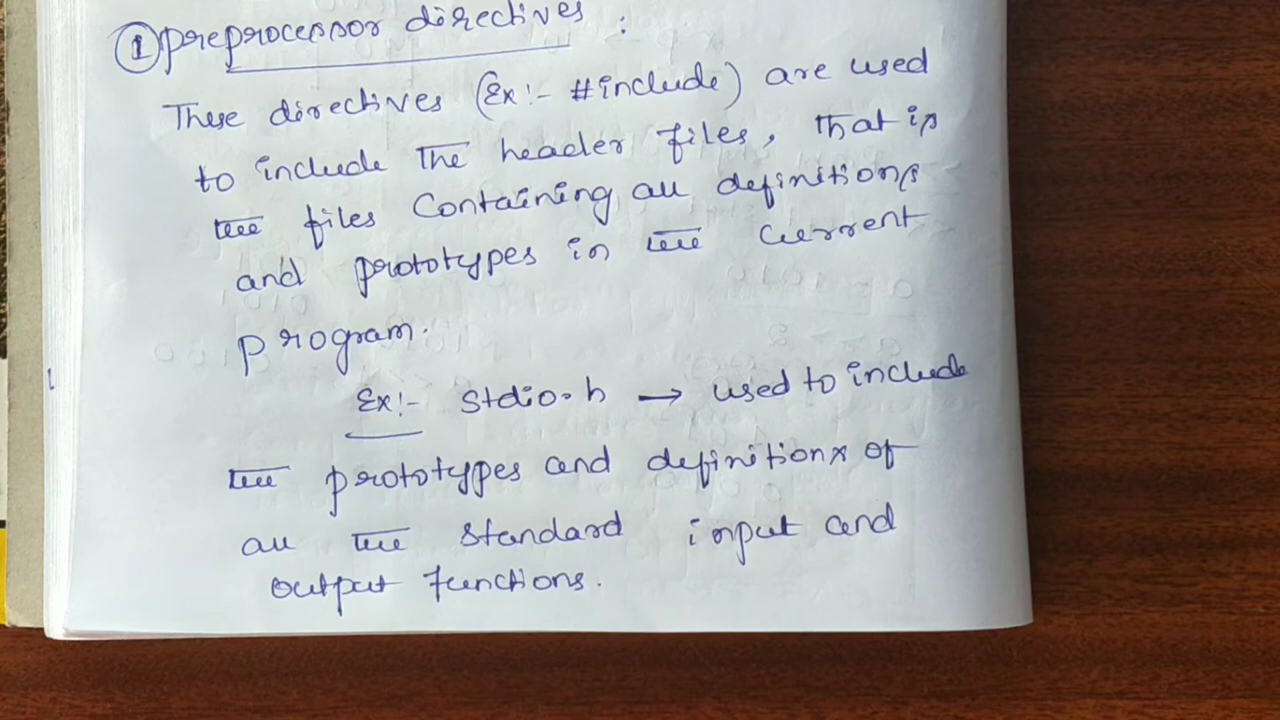 ① preprocessor directives :
These directives (Ex:- #include) are used
to include the header files, that is
the files containing all definitions
and prototypes in the current
program.
Ex:- stdio.h → used to include
the prototypes and definitions of
all the standard input and
output functions.